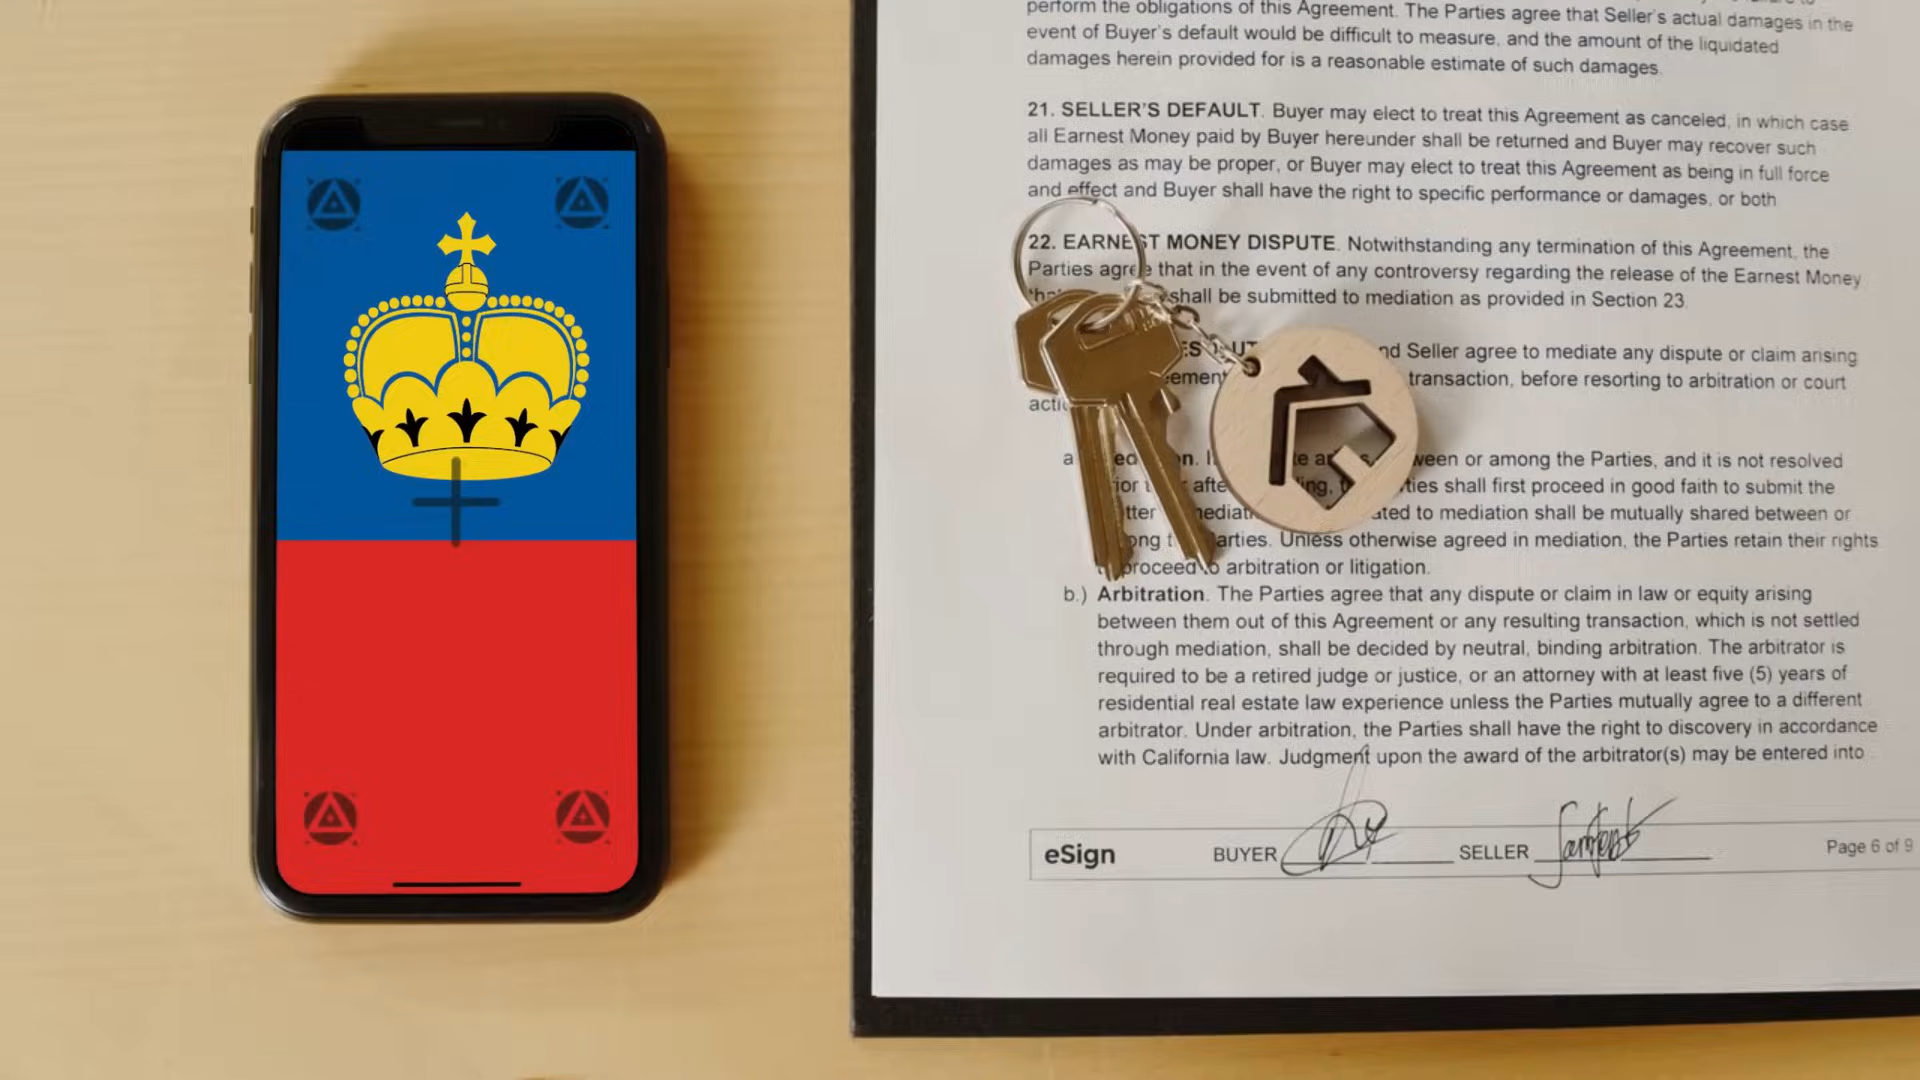 perform the obligations of this Agreement. The Parties agree that Seller's actual damages in the
event of Buyer's default would be difficult to measure, and the amount of the liquidated
damages herein provided for is a reasonable estimate of such damages.
21. SELLER'S DEFAULT. Buyer may elect to treat this Agreement as canceled, in which case
all Earnest Money paid by Buyer hereunder shall be returned and Buyer may recover such
damages as may be proper, or Buyer may elect to treat this Agreement as being in full force
and effect and Buyer shall have the right to specific performance or damages, or both
22. EARNEST MONEY DISPUTE. Notwithstanding any termination of this Agreement, the
Parties agree that in the event of any controversy regarding the release of the Earnest Money
shall be submitted to mediation as provided in Section 23.
nd Seller agree to mediate any dispute or claim arising
transaction, before resorting to arbitration or court
a
between or among the Parties, and it is not resolved
shall first proceed in good faith to submit the
to mediation shall be mutually shared between or
Parties. Unless otherwise agreed in mediation, the Parties retain their rights
proceed to arbitration or litigation.
b.) Arbitration. The Parties agree that any dispute or claim in law or equity arising
between them out of this Agreement or any resulting transaction, which is not settled
through mediation, shall be decided by neutral, binding arbitration. The arbitrator is
required to be a retired judge or justice, or an attorney with at least five (5) years of
residential real estate law experience unless the Parties mutually agree to a different
arbitrator. Under arbitration, the Parties shall have the right to discovery in accordance
with California law. Judgment upon the award of the arbitrator(s) may be entered into
eSign BUYER SELLER Page 6 of 9